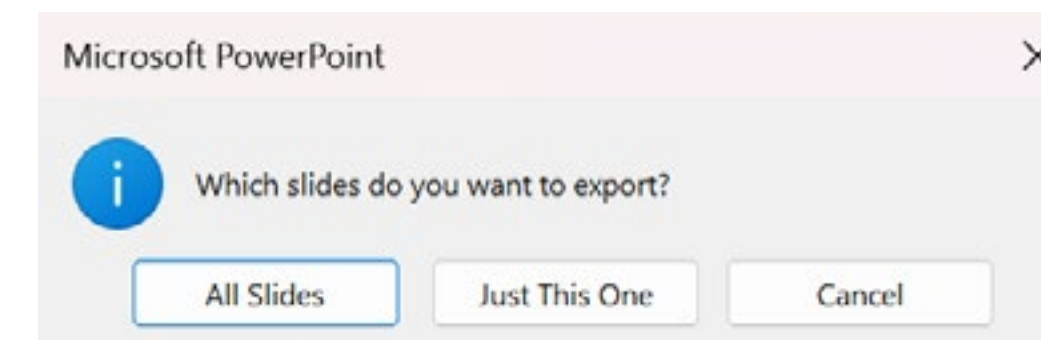 Microsoft PowerPoint
Which slides do you want to export?
All Slides Just This One Cancel